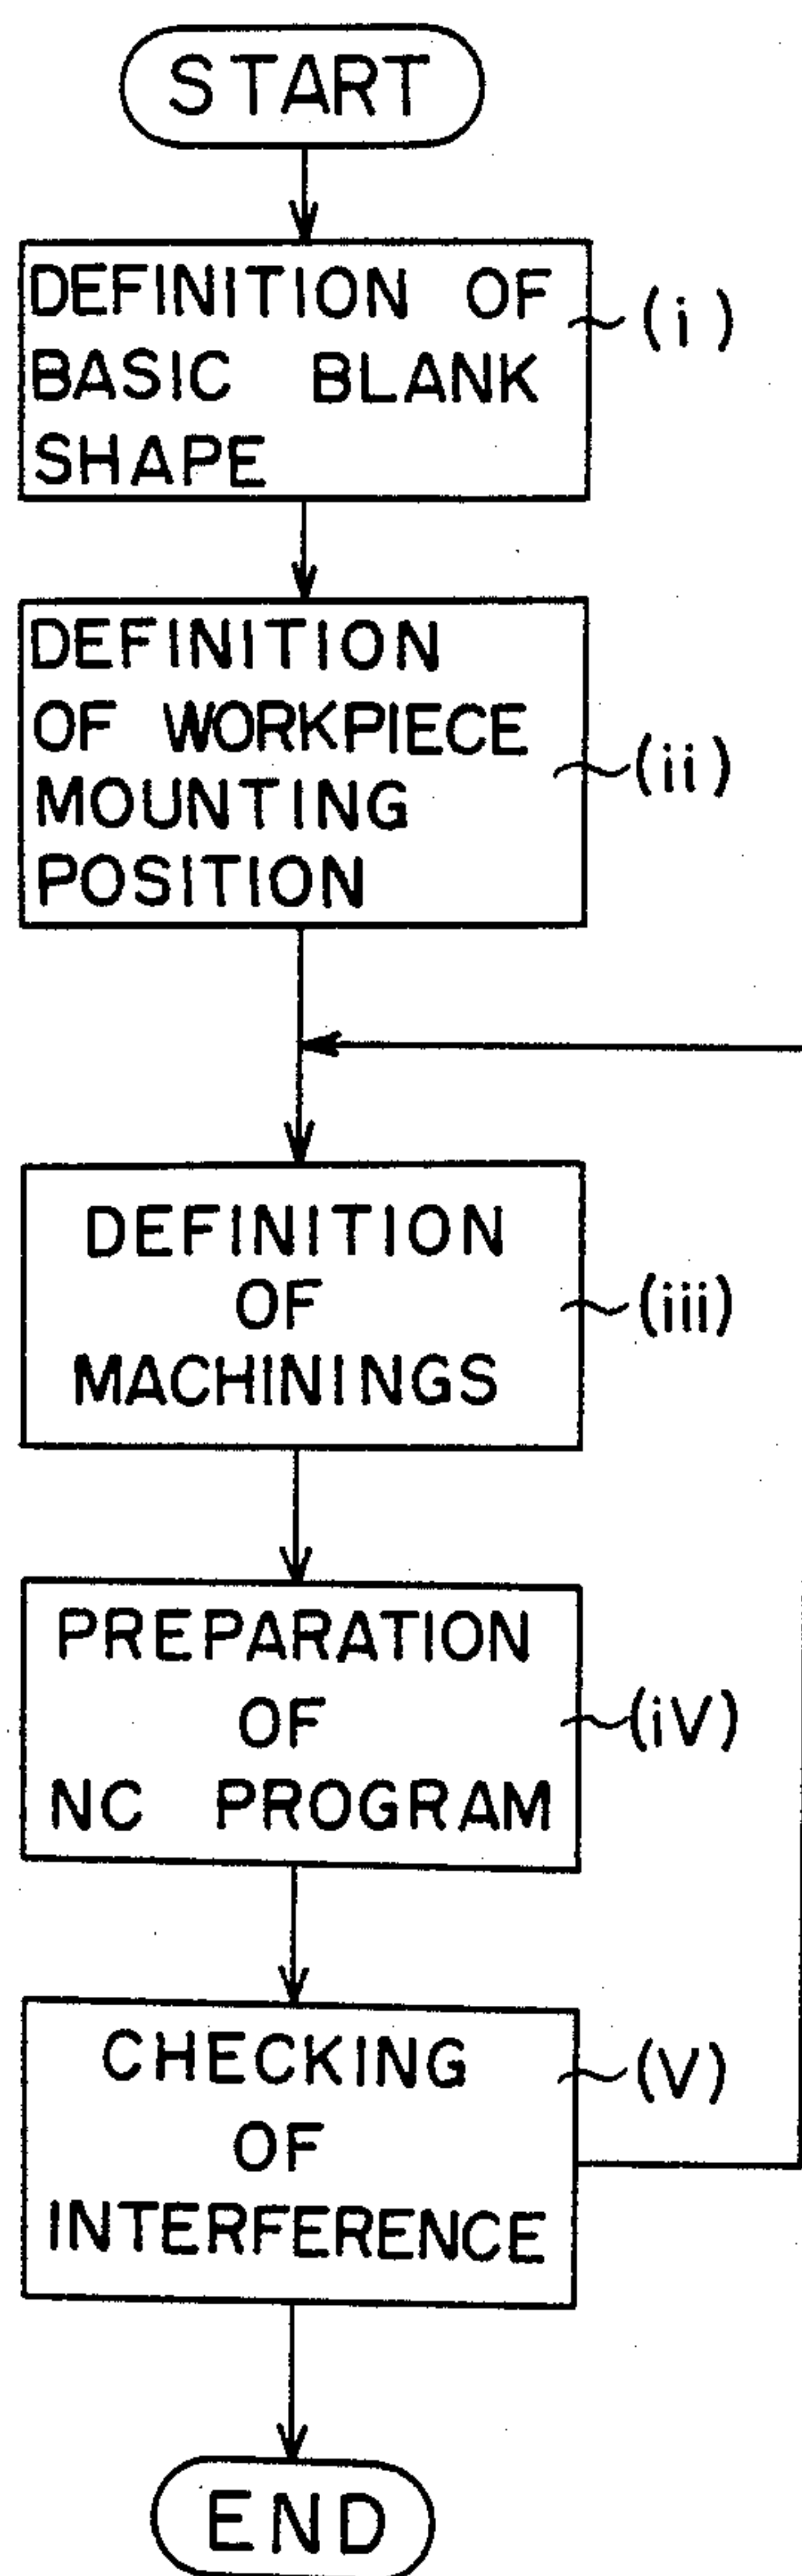 START
DEFINITION OF
BASIC BLANK
SHAPE
(i)
DEFINITION
OF WORKPIECE
MOUNTING
POSITION
(ii)
DEFINITION
OF
MACHININGS
(iii)
PREPARATION
OF
NC PROGRAM
(iV)
CHECKING
OF
INTERFERENCE
(V)
END